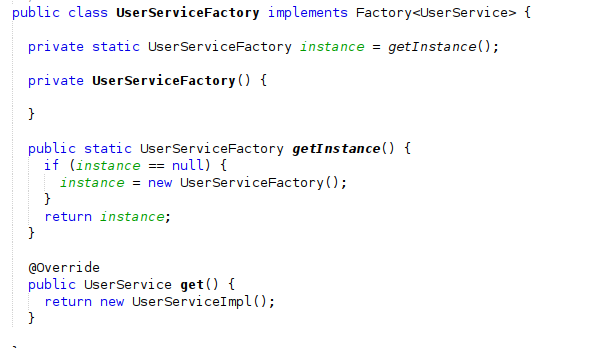 public class UserServiceFactory implements Factory<UserService> {
private static UserServiceFactory instance = getInstance();
private UserServiceFactory() {
}
public static UserServiceFactory getInstance() {
if (instance == null) {
instance = new UserServiceFactory();
}
return instance;
}
@Override
public UserService get() {
return new UserServiceImpl();
}